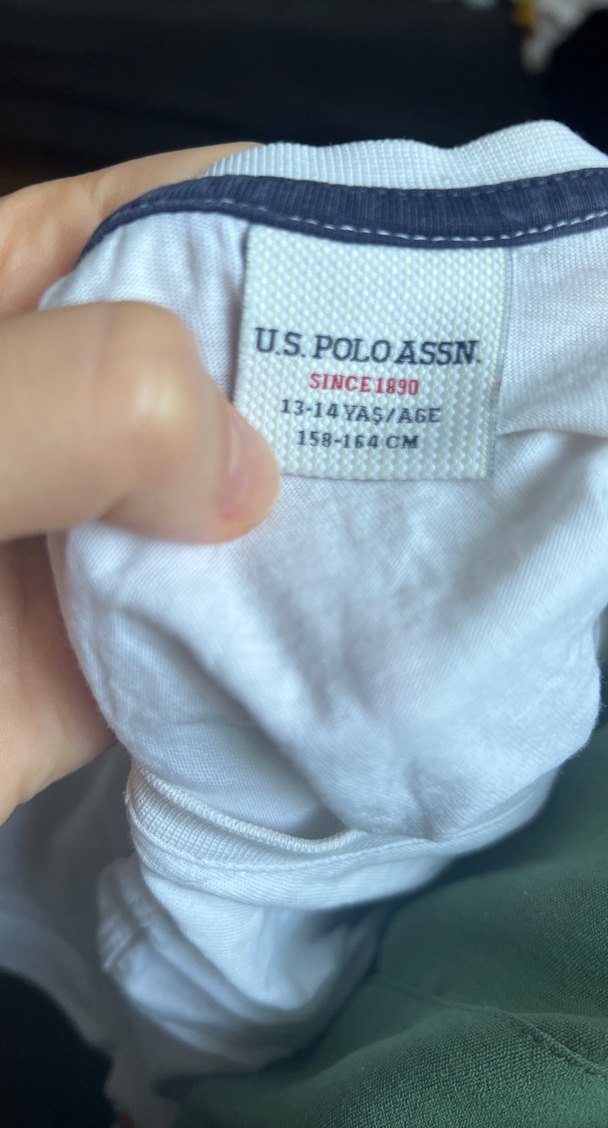 U.S. POLO ASSN.
SINCE 1890
13-14 YAŞ/AGE
158-164 CM